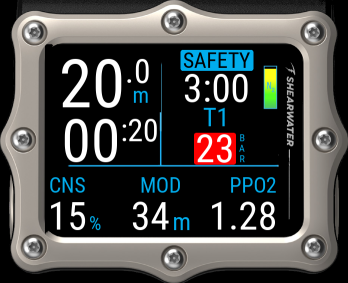 20.0 m
00:20
SAFETY
3:00
T1
23 BAR
N₂
SHEARWATER
CNS MOD PPO2
15% 34m 1.28